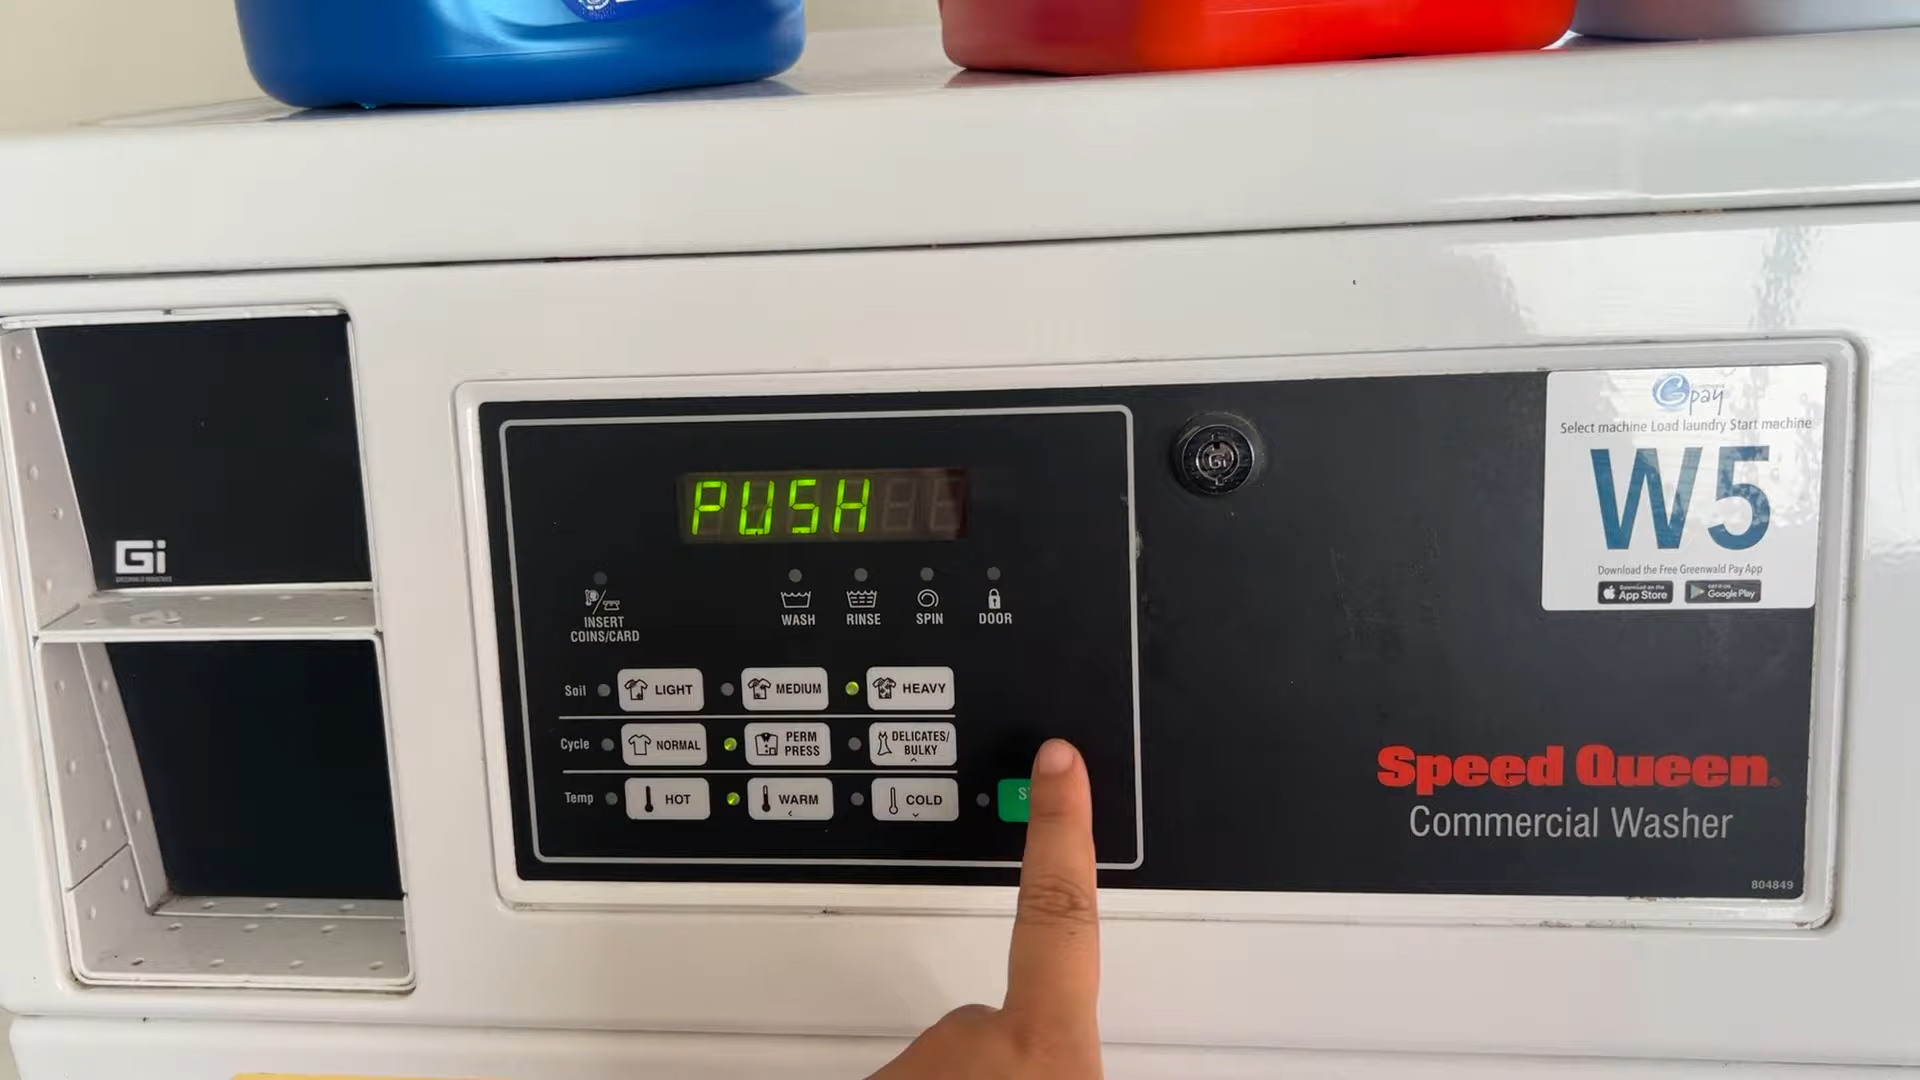 Gi
PUSH
INSERT
COINS/CARD
WASH
RINSE
SPIN
DOOR
Soil
LIGHT
MEDIUM
HEAVY
Cycle
NORMAL
PERM
PRESS
DELICATES/
BULKY
Temp
HOT
WARM
COLD
Gi
pay
Select machine Load laundry Start machine
W5
Download the Free Greenwald Pay App
App Store
Google Play
Speed Queen
Commercial Washer
804849